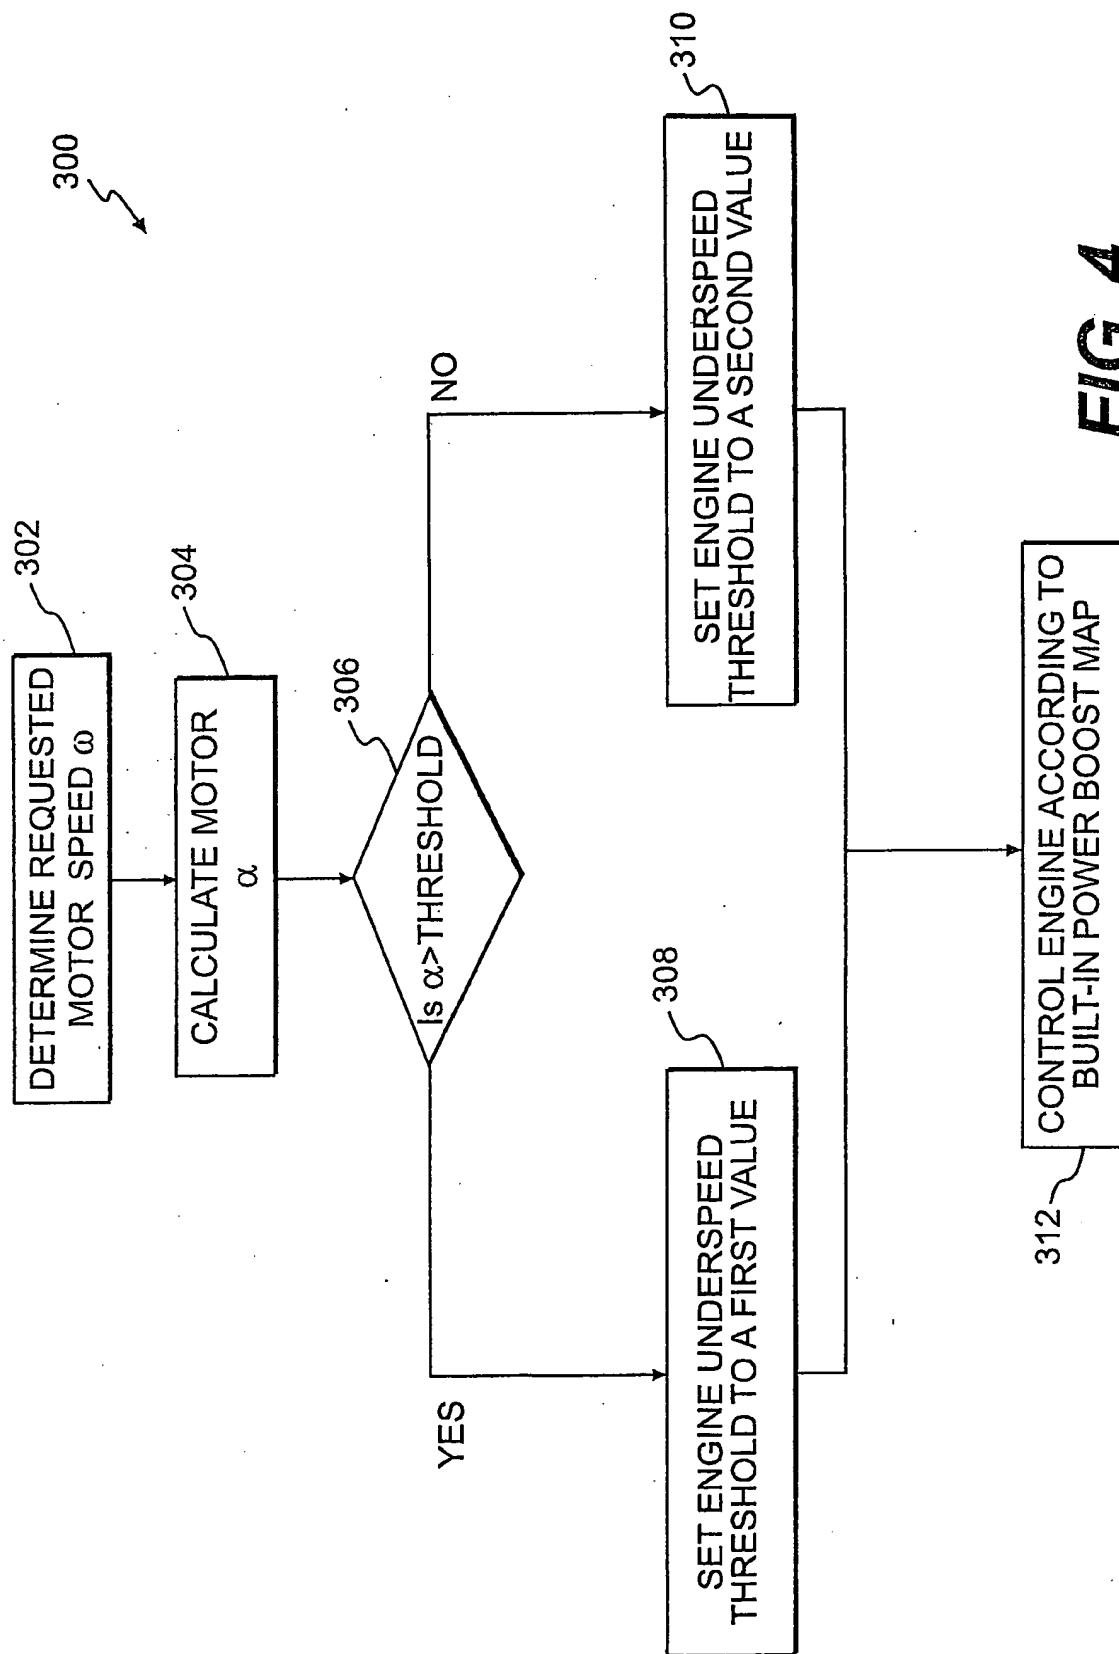 300
DETERMINE REQUESTED
MOTOR SPEED ω
302
CALCULATE MOTOR
α
304
Is α>THRESHOLD
306
YES
NO
SET ENGINE UNDERSPEED
THRESHOLD TO A FIRST VALUE
308
SET ENGINE UNDERSPEED
THRESHOLD TO A SECOND VALUE
310
CONTROL ENGINE ACCORDING TO
BUILT-IN POWER BOOST MAP
312
FIG. 4